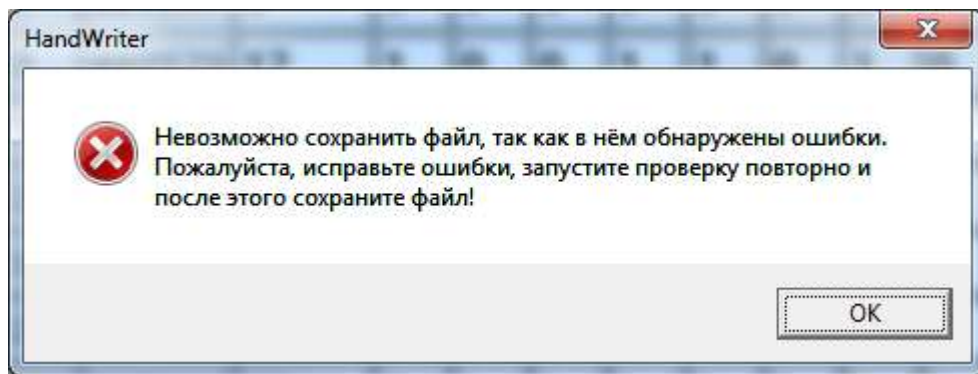 HandWriter
Невозможно сохранить файл, так как в нём обнаружены ошибки.
Пожалуйста, исправьте ошибки, запустите проверку повторно и
после этого сохраните файл!
OK